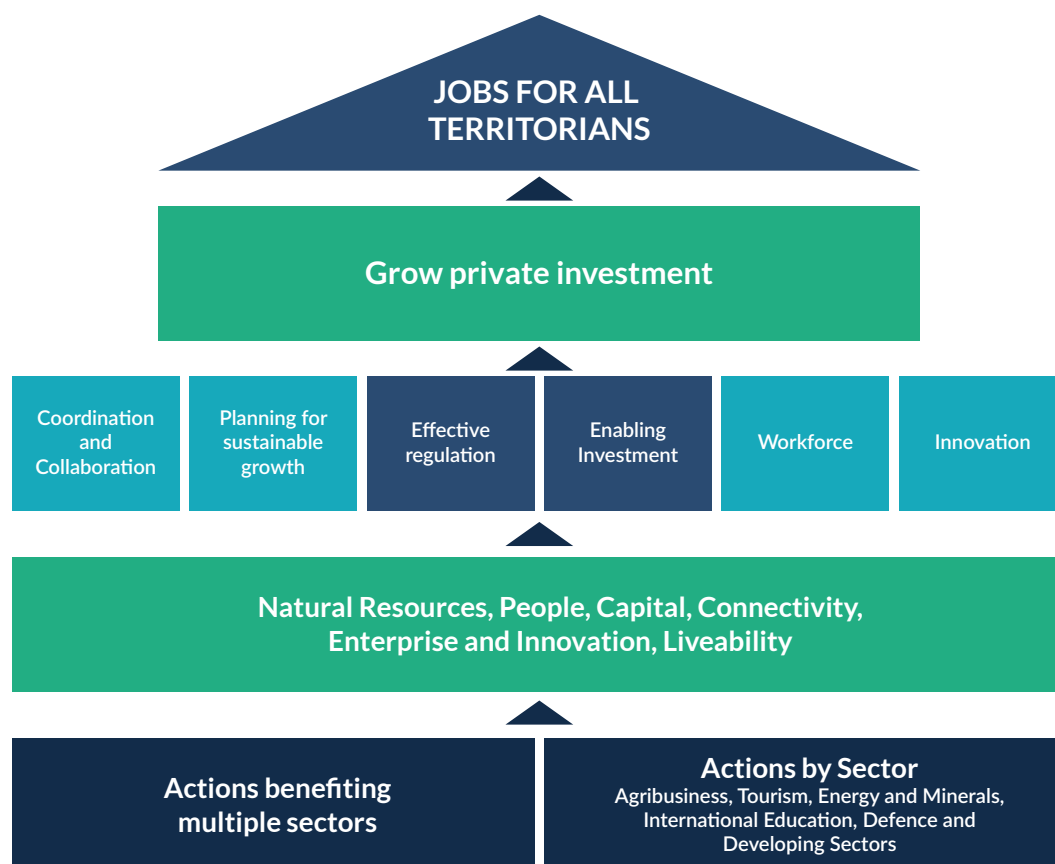 JOBS FOR ALL
TERRITORIANS
Grow private investment
Coordination
and
Collaboration
Planning for
sustainable
growth
Effective
regulation
Enabling
Investment
Workforce
Innovation
Natural Resources, People, Capital, Connectivity,
Enterprise and Innovation, Liveability
Actions benefiting
multiple sectors
Actions by Sector
Agribusiness, Tourism, Energy and Minerals,
International Education, Defence and
Developing Sectors